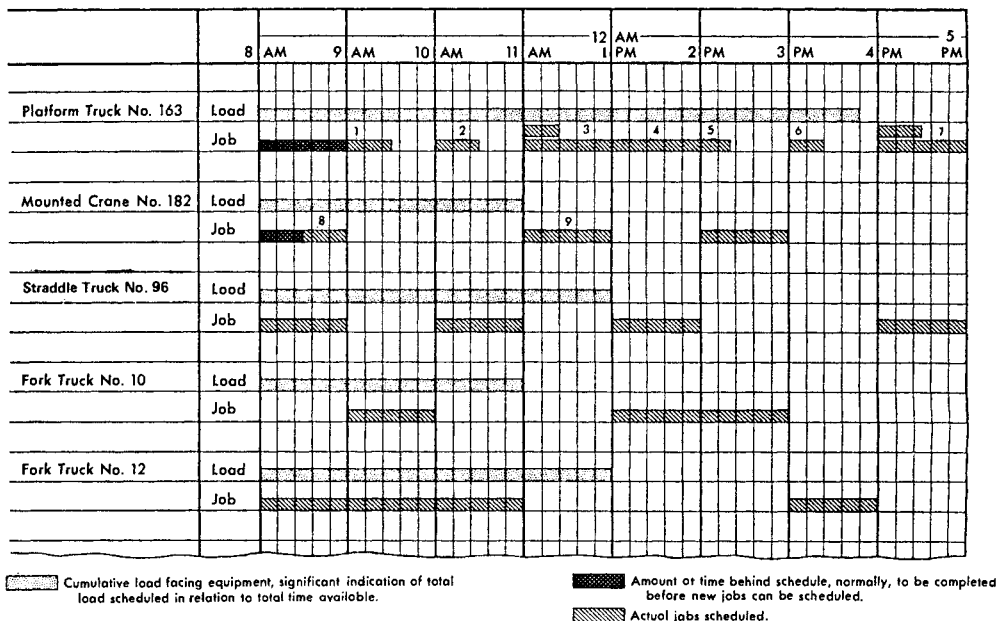 12 AM 5
8 AM 9 AM 10 AM 11 AM 1 PM 2 PM 3 PM 4 PM PM
Platform Truck No. 163 Load
Job 1 2 3 4 5 6 7
Mounted Crane No. 182 Load
Job 8 9
Straddle Truck No. 96 Load
Job
Fork Truck No. 10 Load
Job
Fork Truck No. 12 Load
Job
Cumulative load facing equipment, significant indication of total
load scheduled in relation to total time available.
Amount of time behind schedule, normally, to be completed
before new jobs can be scheduled.
Actual jobs scheduled.